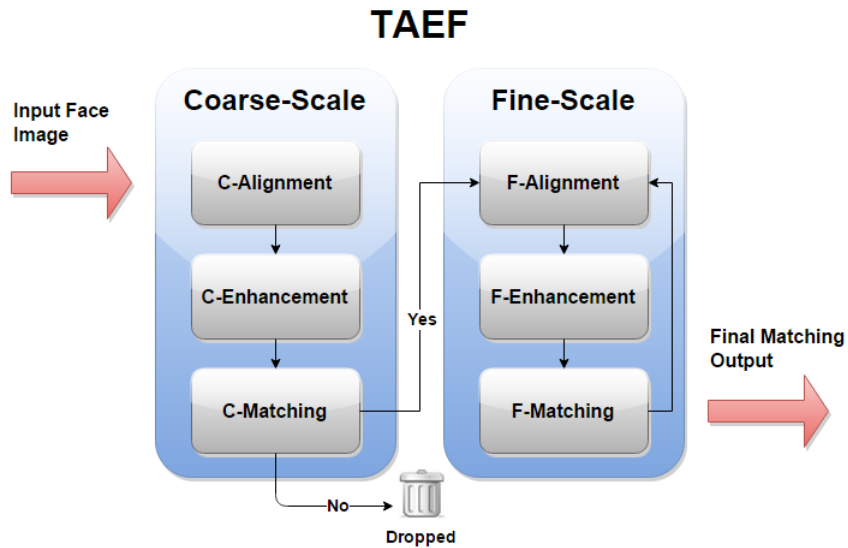 TAEF
Input Face
Image
Coarse-Scale
C-Alignment
C-Enhancement
C-Matching
No
Dropped
Yes
Fine-Scale
F-Alignment
F-Enhancement
F-Matching
Final Matching
Output